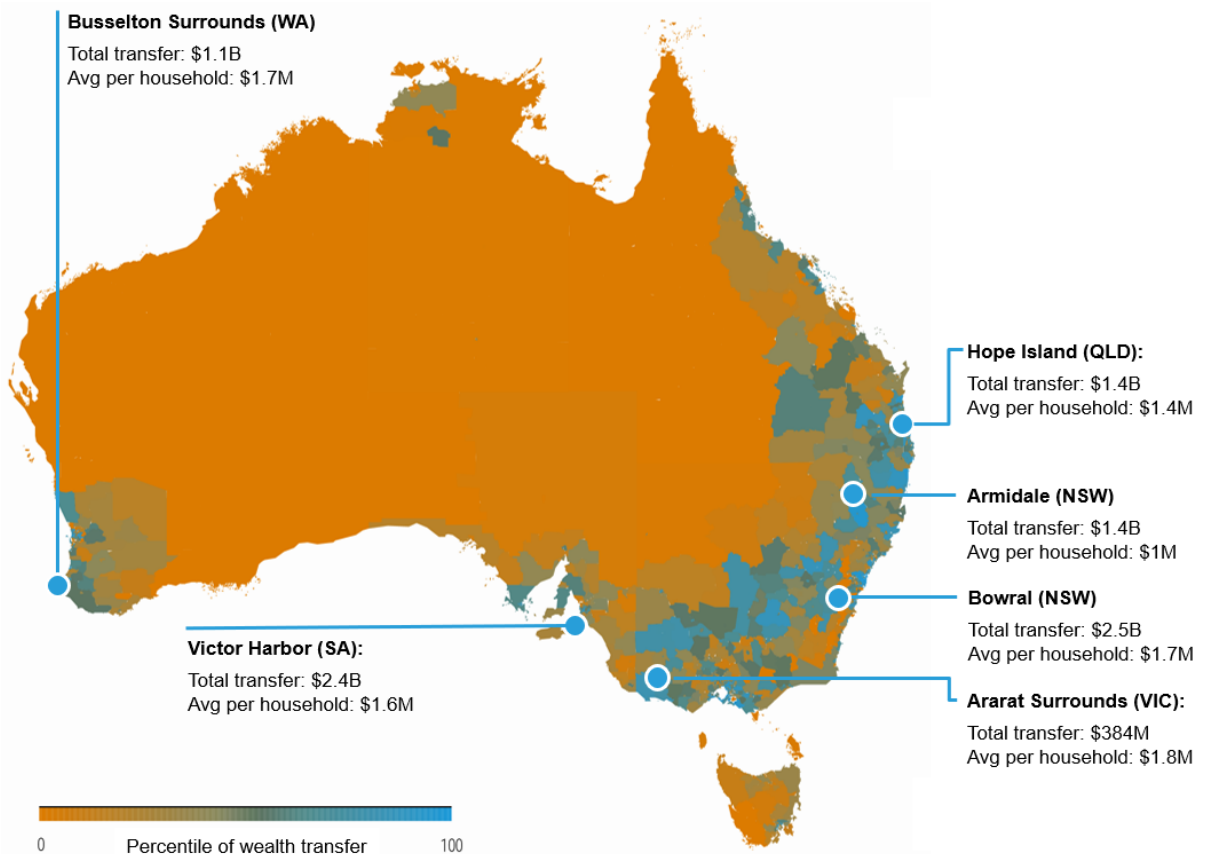 Busselton Surrounds (WA)
Total transfer: $1.1B
Avg per household: $1.7M
Hope Island (QLD):
Total transfer: $1.4B
Avg per household: $1.4M
Armidale (NSW)
Total transfer: $1.4B
Avg per household: $1M
Bowral (NSW)
Total transfer: $2.5B
Avg per household: $1.7M
Victor Harbor (SA):
Total transfer: $2.4B
Avg per household: $1.6M
Ararat Surrounds (VIC):
Total transfer: $384M
Avg per household: $1.8M
0 Percentile of wealth transfer 100